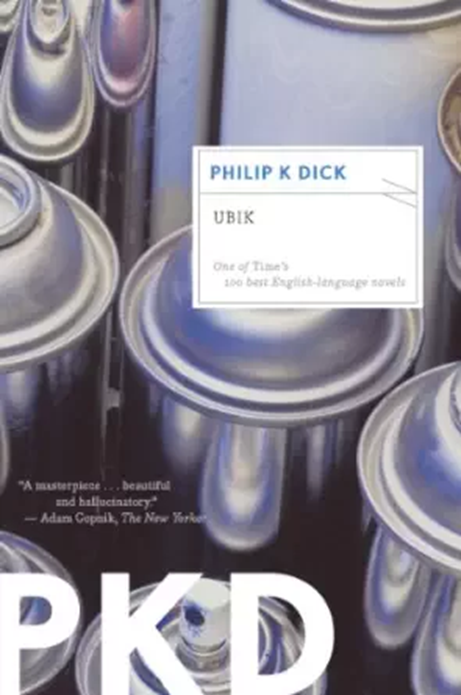 PHILIP K DICK
UBIK
One of Time's
100 best English-language novels
"A masterpiece . . . beautiful
and hallucinatory."
— Adam Gopnik, The New Yorker
PKD